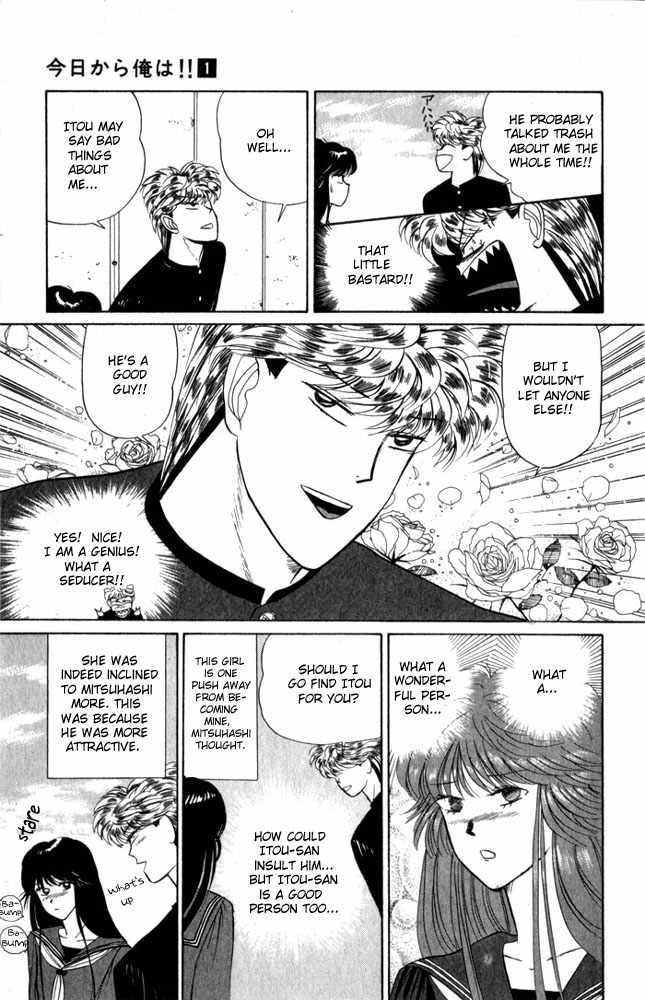 今日から俺は!! 1
HE PROBABLY
TALKED TRASH
ABOUT ME THE
WHOLE TIME!!
アハハ
THAT
LITTLE
BASTARD!!
OH
WELL...
ITOU MAY
SAY BAD
THINGS
ABOUT
ME...
BUT I
WOULDN'T
LET ANYONE
ELSE!!
HE'S A
GOOD
GUY!!
YES! NICE!
I AM A GENIUS!
WHAT A
SEDUCER!!
WHAT
A...
WHAT A
WONDER-
FUL PER-
SON...
SHOULD I
GO FIND ITOU
FOR YOU?
HOW COULD
ITOU-SAN
INSULT HIM...
BUT ITOU-SAN
IS A GOOD
PERSON TOO...
THIS GIRL
IS ONE
PUSH AWAY
FROM BE-
COMING
MINE,
MITSUHASHI
THOUGHT.
SHE WAS
INDEED INCLINED
TO MITSUHASHI
MORE. THIS
WAS BECAUSE
HE WAS MORE
ATTRACTIVE.
stare
what's
up
BA-
BUMP
BA-
BUMP